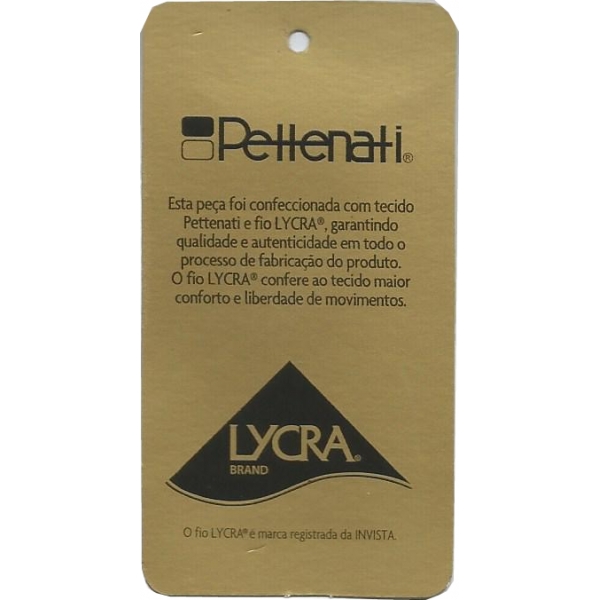 Pettenati®
Esta peça foi confeccionada com tecido
Pettenati e fio LYCRA®, garantindo
qualidade e autenticidade em todo o
processo de fabricação do produto.
O fio LYCRA® confere ao tecido maior
conforto e liberdade de movimentos.
LYCRA®
BRAND
O fio LYCRA® é marca registrada da INVISTA.